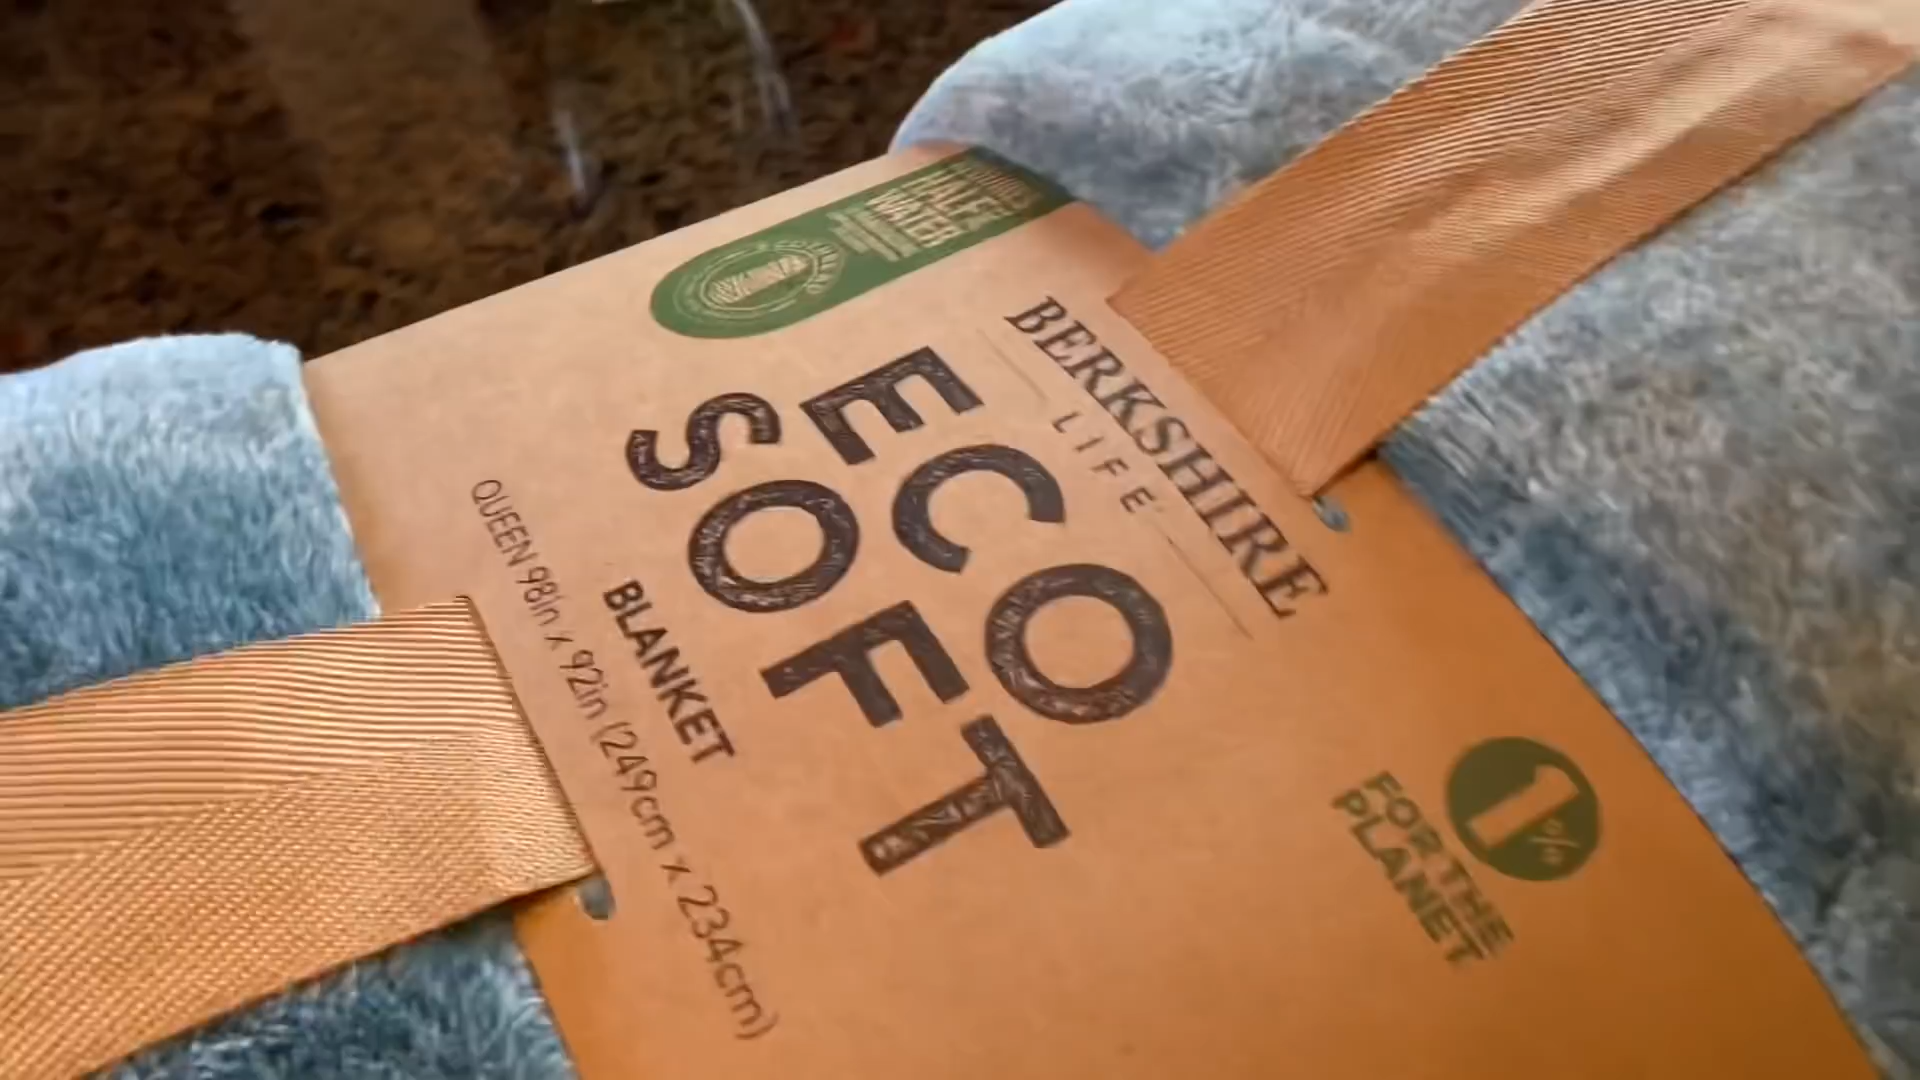 BERKSHIRE
LIFE
ECO
SOFT
BLANKET
QUEEN 98in x 92in (249cm x 234cm)
HALF
WATER
1%
FOR THE
PLANET